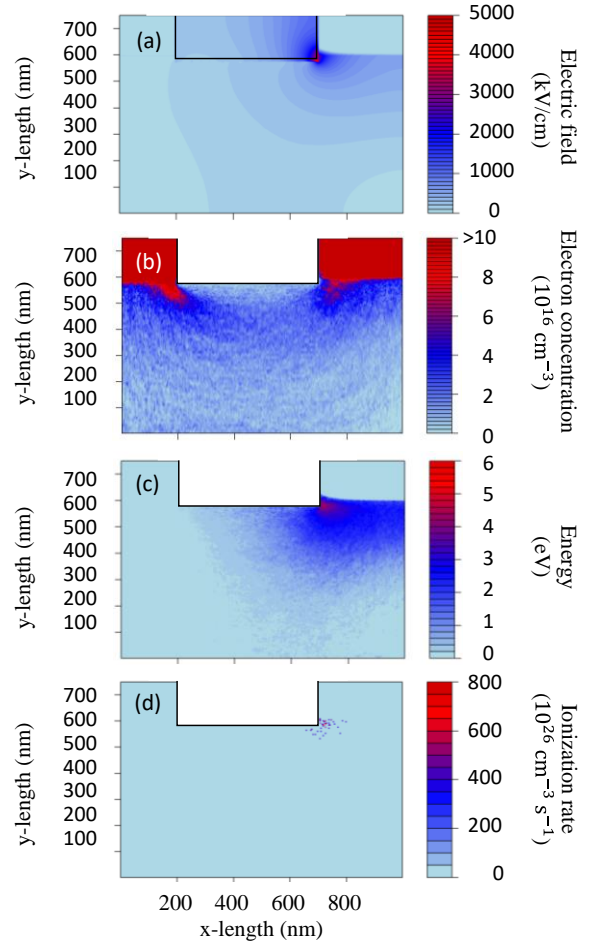 (a)
700
600
500
400
300
200
100
y-length (nm)
5000
4000
3000
2000
1000
0
Electric field
(kV/cm)
(b)
700
600
500
400
300
200
100
y-length (nm)
>10
8
6
4
2
0
Electron concentration
(10¹⁶ cm⁻³)
(c)
700
600
500
400
300
200
100
y-length (nm)
6
5
4
3
2
1
0
Energy
(eV)
(d)
700
600
500
400
300
200
100
y-length (nm)
800
600
400
200
0
Ionization rate
(10²⁶ cm⁻³ s⁻¹)
200 400 600 800
x-length (nm)